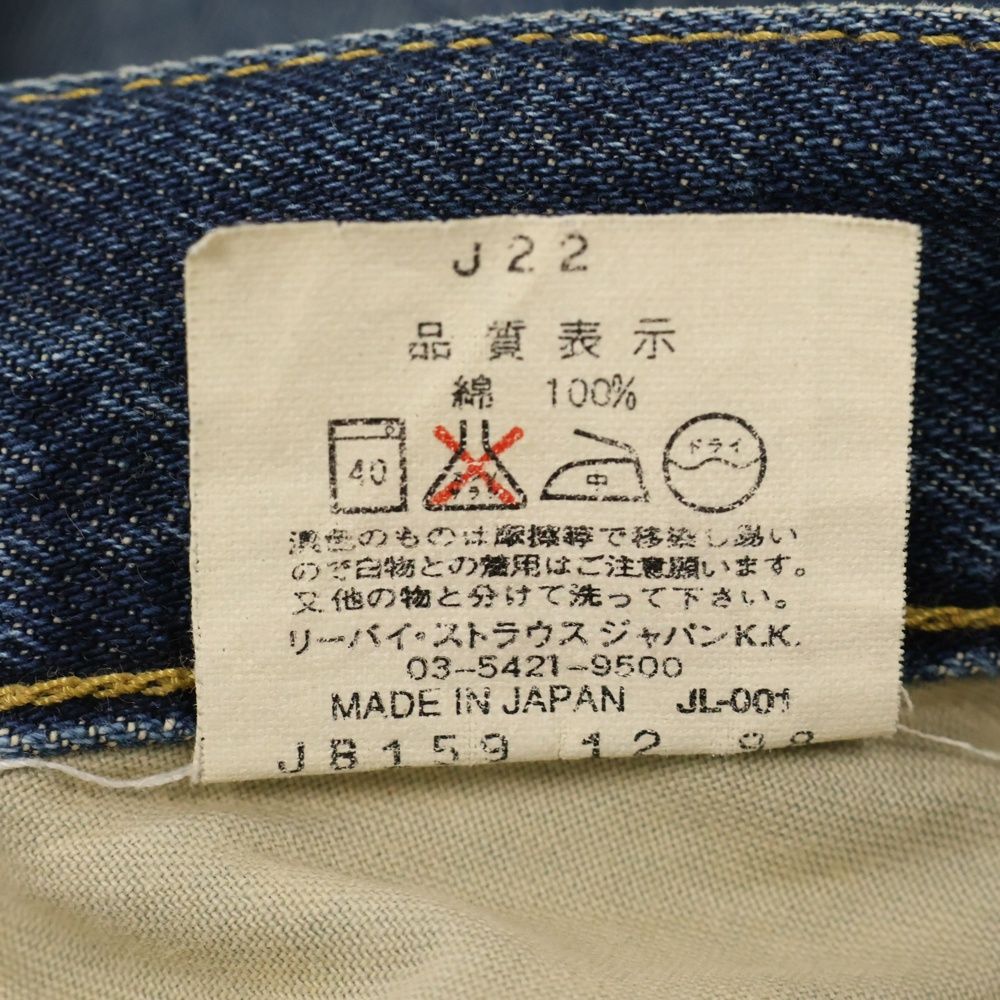 J22
品質表示
綿 100%
40 中 ドライ
濃色のものは摩擦等で移染し易い
ので白物との着用はご注意願います。
又他の物と分けて洗って下さい。
リーバイ・ストラウス ジャパンK.K.
03-5421-9500
MADE IN JAPAN JL-001
JB159 12 98